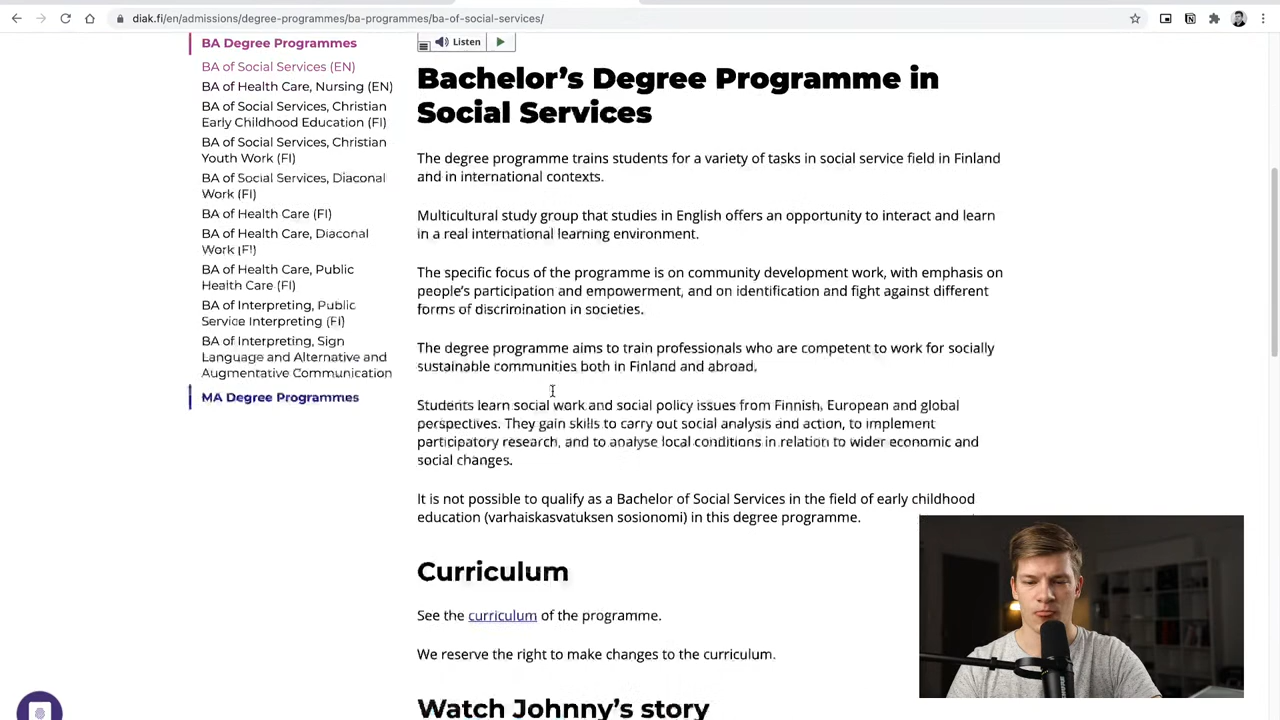 diak.fi/en/admissions/degree-programmes/ba-programmes/ba-of-social-services/
BA Degree Programmes
BA of Social Services (EN)
BA of Health Care, Nursing (EN)
BA of Social Services, Christian
Early Childhood Education (FI)
BA of Social Services, Christian
Youth Work (FI)
BA of Social Services, Diaconal
Work (FI)
BA of Health Care (FI)
BA of Health Care, Diaconal
Work (FI)
BA of Health Care, Public
Health Care (FI)
BA of Interpreting, Public
Service Interpreting (FI)
BA of Interpreting, Sign
Language and Alternative and
Augmentative Communication
MA Degree Programmes
Listen
Bachelor’s Degree Programme in
Social Services
The degree programme trains students for a variety of tasks in social service field in Finland
and in international contexts.
Multicultural study group that studies in English offers an opportunity to interact and learn
in a real international learning environment.
The specific focus of the programme is on community development work, with emphasis on
people’s participation and empowerment, and on identification and fight against different
forms of discrimination in societies.
The degree programme aims to train professionals who are competent to work for socially
sustainable communities both in Finland and abroad.
Students learn social work and social policy issues from Finnish, European and global
perspectives. They gain skills to carry out social analysis and action, to implement
participatory research, and to analyse local conditions in relation to wider economic and
social changes.
It is not possible to qualify as a Bachelor of Social Services in the field of early childhood
education (varhaiskasvatuksen sosionomi) in this degree programme.
Curriculum
See the curriculum of the programme.
We reserve the right to make changes to the curriculum.
Watch Johnny’s story